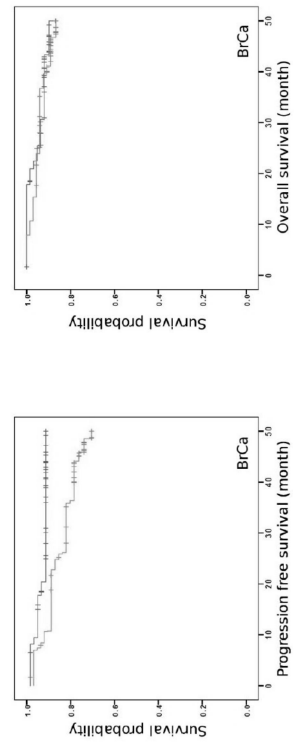 Survival probability
1.0
0.8
0.6
0.4
0.2
0.0
BrCa
0 10 20 30 40 50
Progression free survival (month)
Survival probability
1.0
0.8
0.6
0.4
0.2
0.0
BrCa
0 10 20 30 40 50
Overall survival (month)